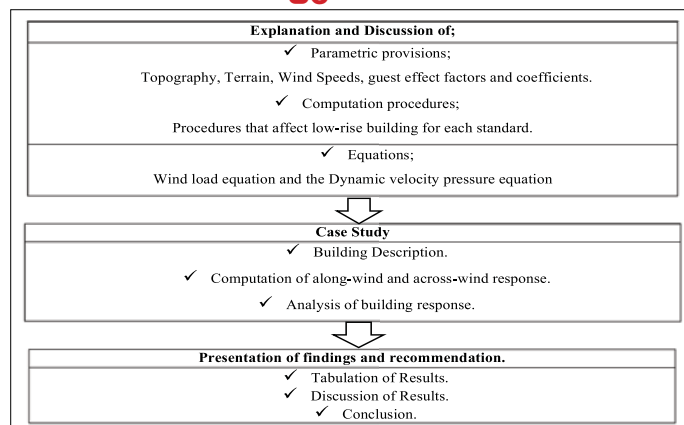 Explanation and Discussion of;
✓ Parametric provisions;
Topography, Terrain, Wind Speeds, guest effect factors and coefficients.
✓ Computation procedures;
Procedures that affect low-rise building for each standard.
✓ Equations;
Wind load equation and the Dynamic velocity pressure equation
Case Study
✓ Building Description.
✓ Computation of along-wind and across-wind response.
✓ Analysis of building response.
Presentation of findings and recommendation.
✓ Tabulation of Results.
✓ Discussion of Results.
✓ Conclusion.